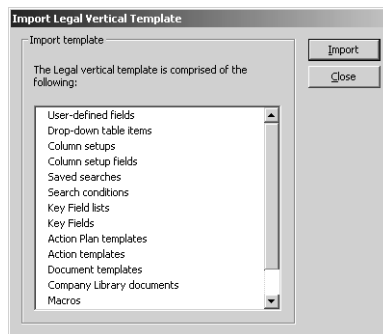 Import Legal Vertical Template
Import template
Import
The Legal vertical template is comprised of the
following:
Close
User-defined fields
Drop-down table items
Column setups
Column setup fields
Saved searches
Search conditions
Key Field lists
Key Fields
Action Plan templates
Action templates
Document templates
Company Library documents
Macros